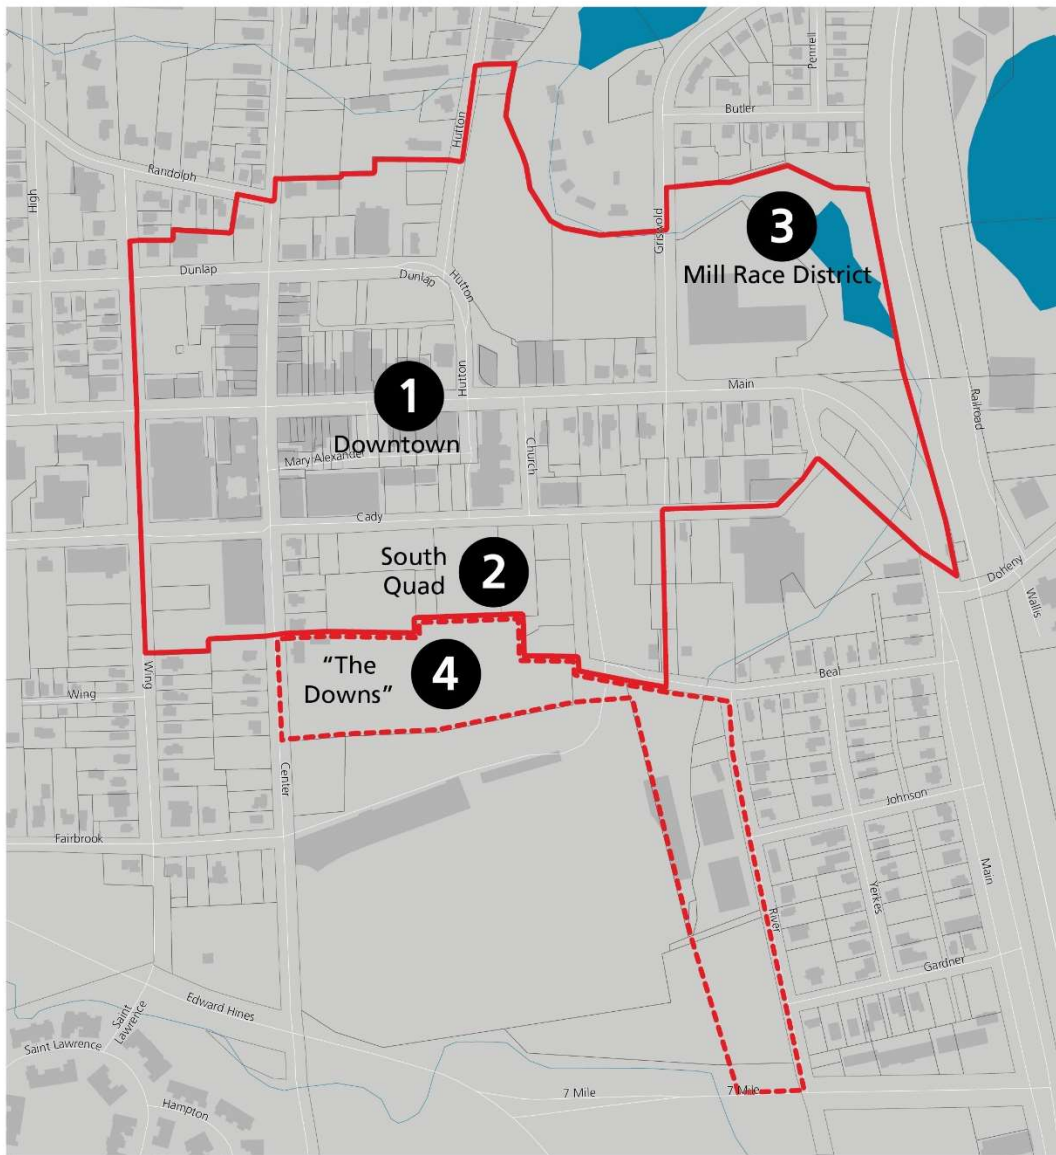 Pennell
Butler
Hutton
Randolph
High
Griswold
3
Mill Race District
Dunlap
Dunlap
Hutton
Main
Hutton
1
Downtown
Railroad
Church
Mary Alexander
Cady
South
Quad
2
Doheny
Wallis
"The
Downs"
4
Wing
Wing
Beal
Center
Johnson
Fairbrook
Main
Yerkes
River
Gardner
Edward Hines
Saint
Lawrence
Saint Lawrence
7 Mile
7 Mile
Hampton